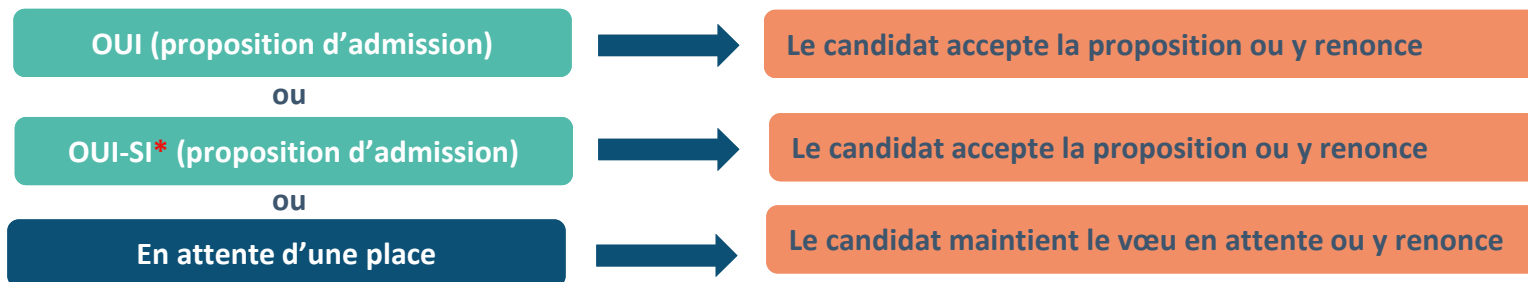 OUI (proposition d’admission)
Le candidat accepte la proposition ou y renonce
ou
OUI-SI* (proposition d’admission)
Le candidat accepte la proposition ou y renonce
ou
En attente d’une place
Le candidat maintient le vœu en attente ou y renonce